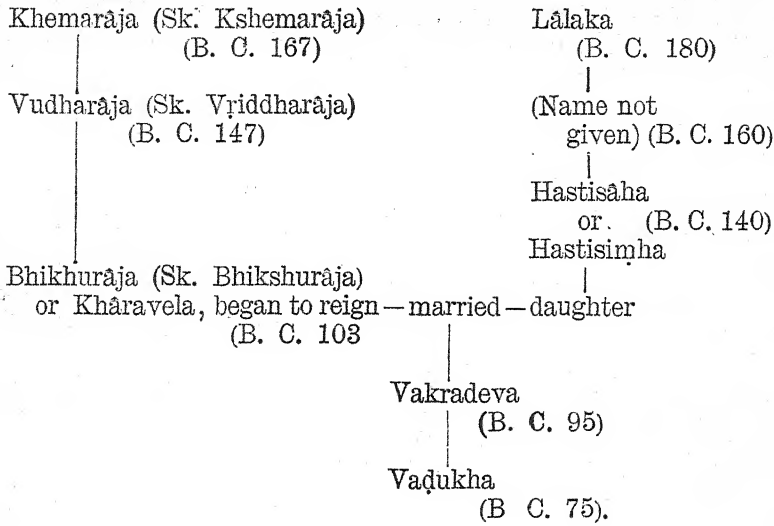 Khemarâja (Sk. Kshemarâja) Lâlaka
(B. C. 167) (B. C. 180)
Vudharâja (Sk. Vṛiddharâja) (Name not
(B. C. 147) given) (B. C. 160)
Hastisâha
or. (B. C. 140)
Hastisiṃha
Bhikhurâja (Sk. Bhikshurâja)
or Khâravela, began to reign—married—daughter
(B. C. 103
Vakradeva
(B. C. 95)
Vaḍukha
(B C. 75).